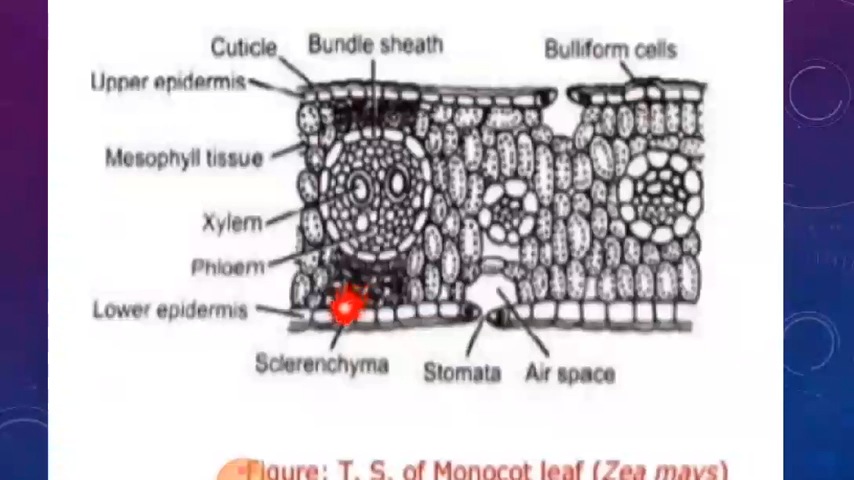 Cuticle Bundle sheath Bulliform cells
Upper epidermis
Mesophyll tissue
Xylem
Phloem
Lower epidermis
Sclerenchyma
Stomata Air space
Figure: T. S. of Monocot leaf (Zea mays)